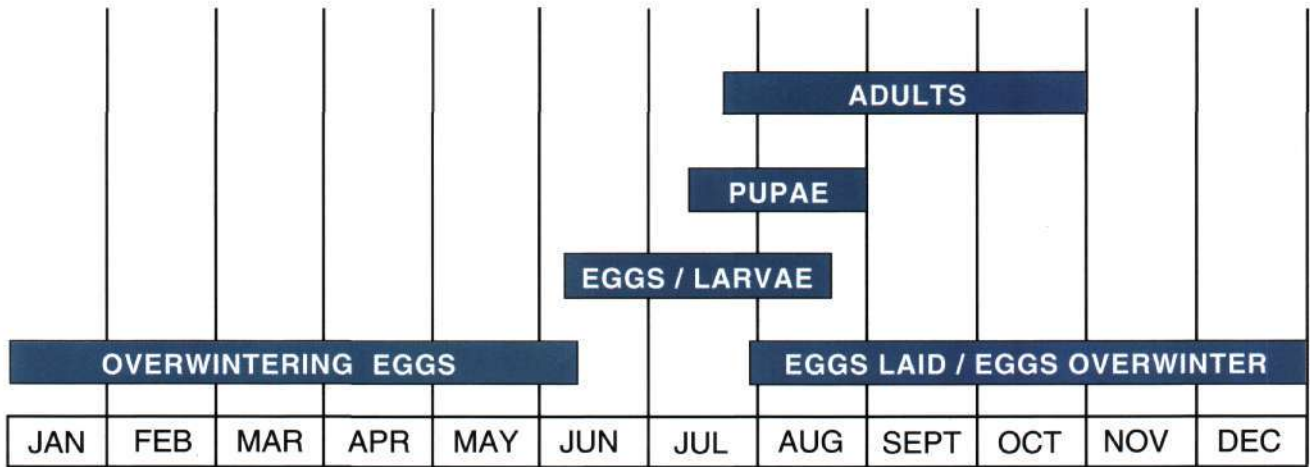 ADULTS
PUPAE
EGGS / LARVAE
OVERWINTERING EGGS
EGGS LAID / EGGS OVERWINTER
JAN FEB MAR APR MAY JUN JUL AUG SEPT OCT NOV DEC